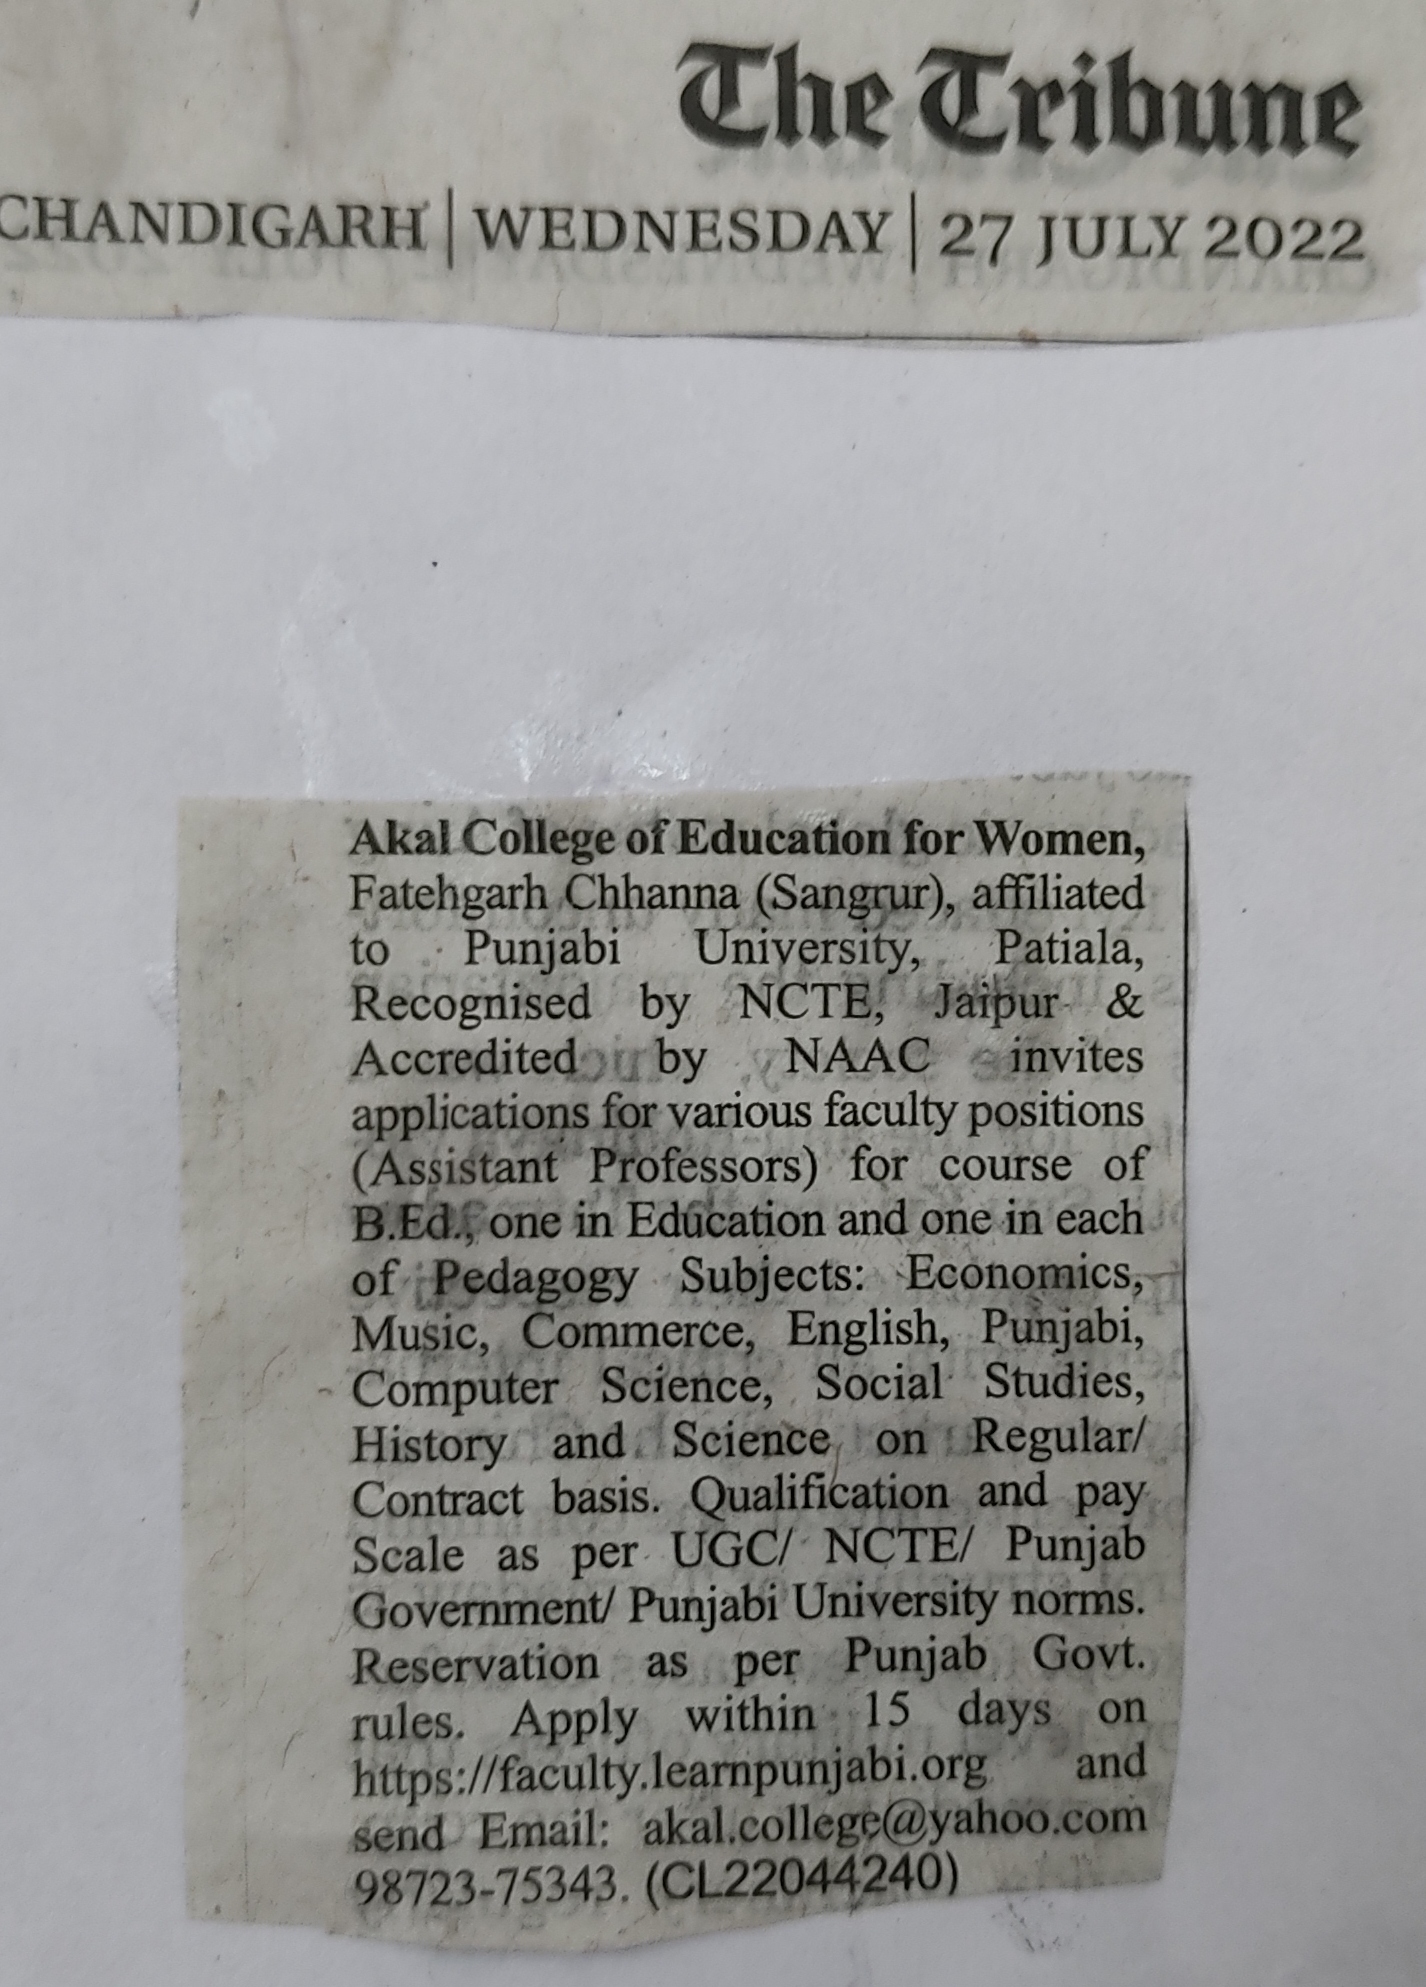 The Tribune
CHANDIGARH | WEDNESDAY | 27 JULY 2022
Akal College of Education for Women,
Fatehgarh Chhanna (Sangrur), affiliated
to Punjabi University, Patiala,
Recognised by NCTE, Jaipur &
Accredited by NAAC invites
applications for various faculty positions
(Assistant Professors) for course of
B.Ed., one in Education and one in each
of Pedagogy Subjects: Economics,
Music, Commerce, English, Punjabi,
Computer Science, Social Studies,
History and Science on Regular/
Contract basis. Qualification and pay
Scale as per UGC/ NCTE/ Punjab
Government/ Punjabi University norms.
Reservation as per Punjab Govt.
rules. Apply within 15 days on
https://faculty.learnpunjabi.org and
send Email: akal.college@yahoo.com
98723-75343. (CL22044240)